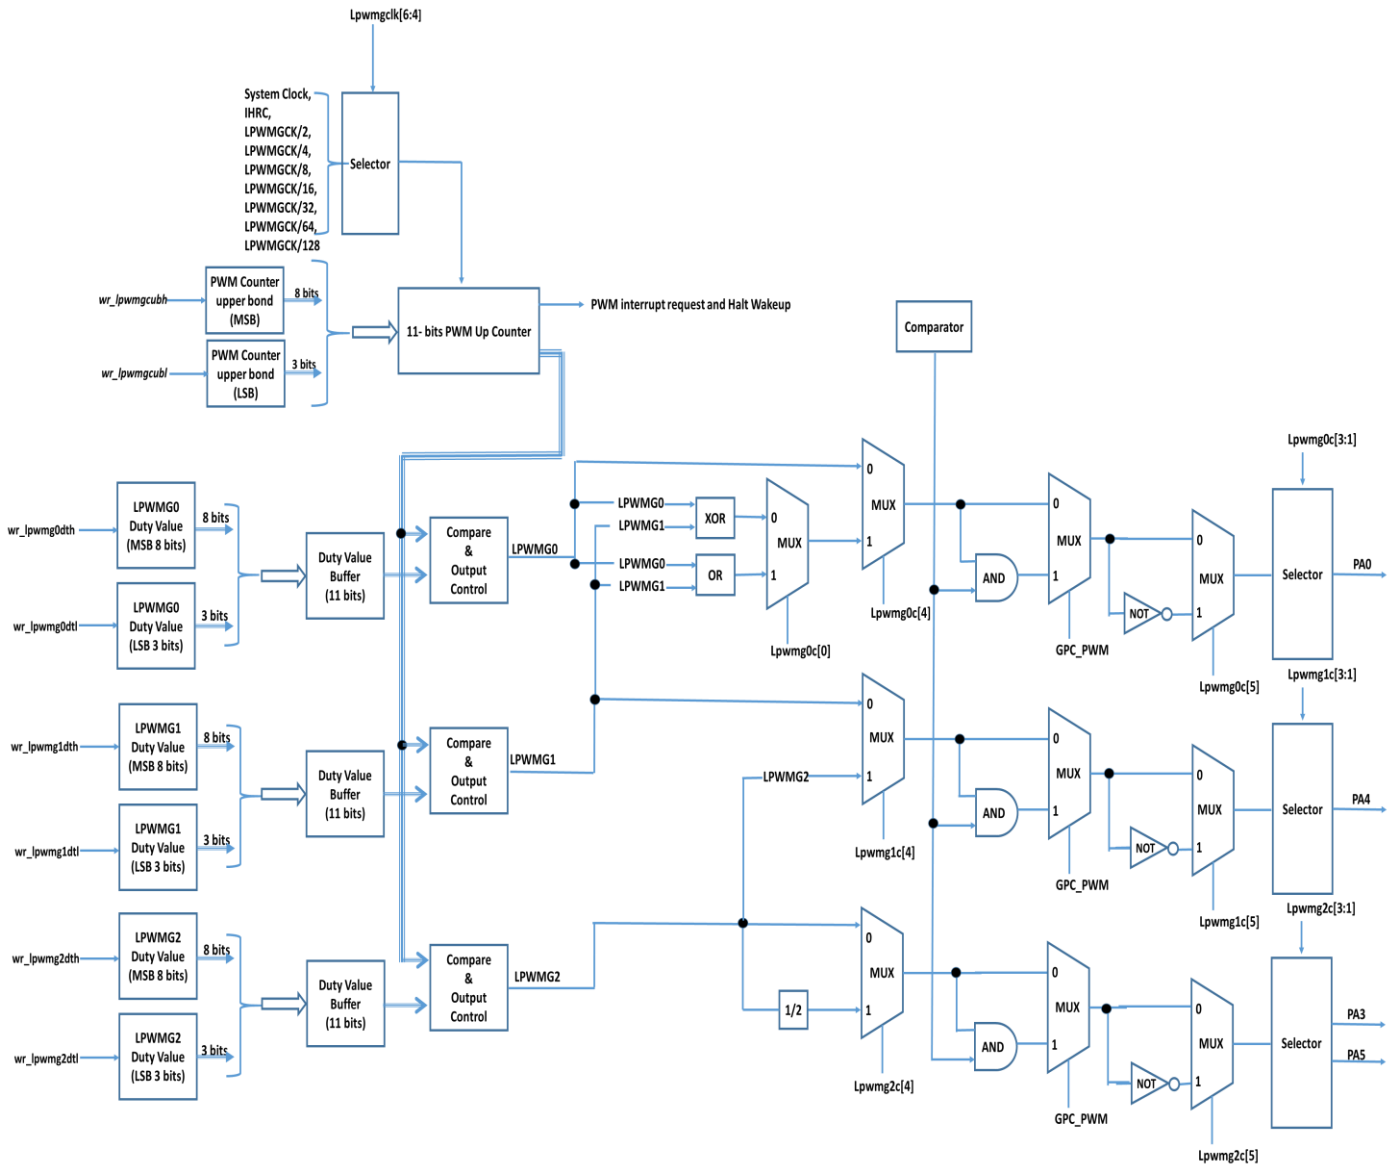 Lpwmgclk[6:4]
System Clock,
IHRC,
LPWMGCK/2,
LPWMGCK/4,
LPWMGCK/8,
LPWMGCK/16,
LPWMGCK/32,
LPWMGCK/64,
LPWMGCK/128
Selector
wr_lpwmgcubh
PWM Counter
upper bond
(MSB)
8 bits
wr_lpwmgcubl
PWM Counter
upper bond
(LSB)
3 bits
11- bits PWM Up Counter
PWM interrupt request and Halt Wakeup
Comparator
wr_lpwmg0dth
LPWMG0
Duty Value
(MSB 8 bits)
8 bits
wr_lpwmg0dtl
LPWMG0
Duty Value
(LSB 3 bits)
3 bits
Duty Value
Buffer
(11 bits)
Compare
&
Output
Control
LPWMG0
LPWMG0
LPWMG1
XOR
LPWMG0
LPWMG1
OR
0
MUX
1
Lpwmg0c[0]
0
MUX
1
Lpwmg0c[4]
AND
0
MUX
1
GPC_PWM
NOT
0
MUX
1
Lpwmg0c[5]
Lpwmg0c[3:1]
Selector
PA0
wr_lpwmg1dth
LPWMG1
Duty Value
(MSB 8 bits)
8 bits
wr_lpwmg1dtl
LPWMG1
Duty Value
(LSB 3 bits)
3 bits
Duty Value
Buffer
(11 bits)
Compare
&
Output
Control
LPWMG1
LPWMG2
0
MUX
1
Lpwmg1c[4]
AND
0
MUX
1
GPC_PWM
NOT
0
MUX
1
Lpwmg1c[5]
Lpwmg1c[3:1]
Selector
PA4
wr_lpwmg2dth
LPWMG2
Duty Value
(MSB 8 bits)
8 bits
wr_lpwmg2dtl
LPWMG2
Duty Value
(LSB 3 bits)
3 bits
Duty Value
Buffer
(11 bits)
Compare
&
Output
Control
LPWMG2
1/2
0
MUX
1
Lpwmg2c[4]
AND
0
MUX
1
GPC_PWM
NOT
0
MUX
1
Lpwmg2c[5]
Lpwmg2c[3:1]
Selector
PA3
PA5